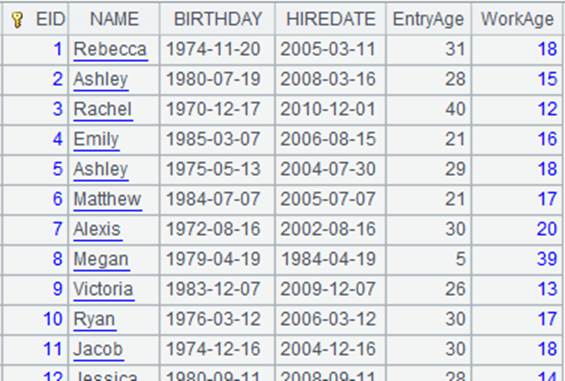 EID NAME BIRTHDAY HIREDATE EntryAge WorkAge
1 Rebecca 1974-11-20 2005-03-11 31 18
2 Ashley 1980-07-19 2008-03-16 28 15
3 Rachel 1970-12-17 2010-12-01 40 12
4 Emily 1985-03-07 2006-08-15 21 16
5 Ashley 1975-05-13 2004-07-30 29 18
6 Matthew 1984-07-07 2005-07-07 21 17
7 Alexis 1972-08-16 2002-08-16 30 20
8 Megan 1979-04-19 1984-04-19 5 39
9 Victoria 1983-12-07 2009-12-07 26 13
10 Ryan 1976-03-12 2006-03-12 30 17
11 Jacob 1974-12-16 2004-12-16 30 18
12 Jessica 1980-09-11 2008-09-11 28 14